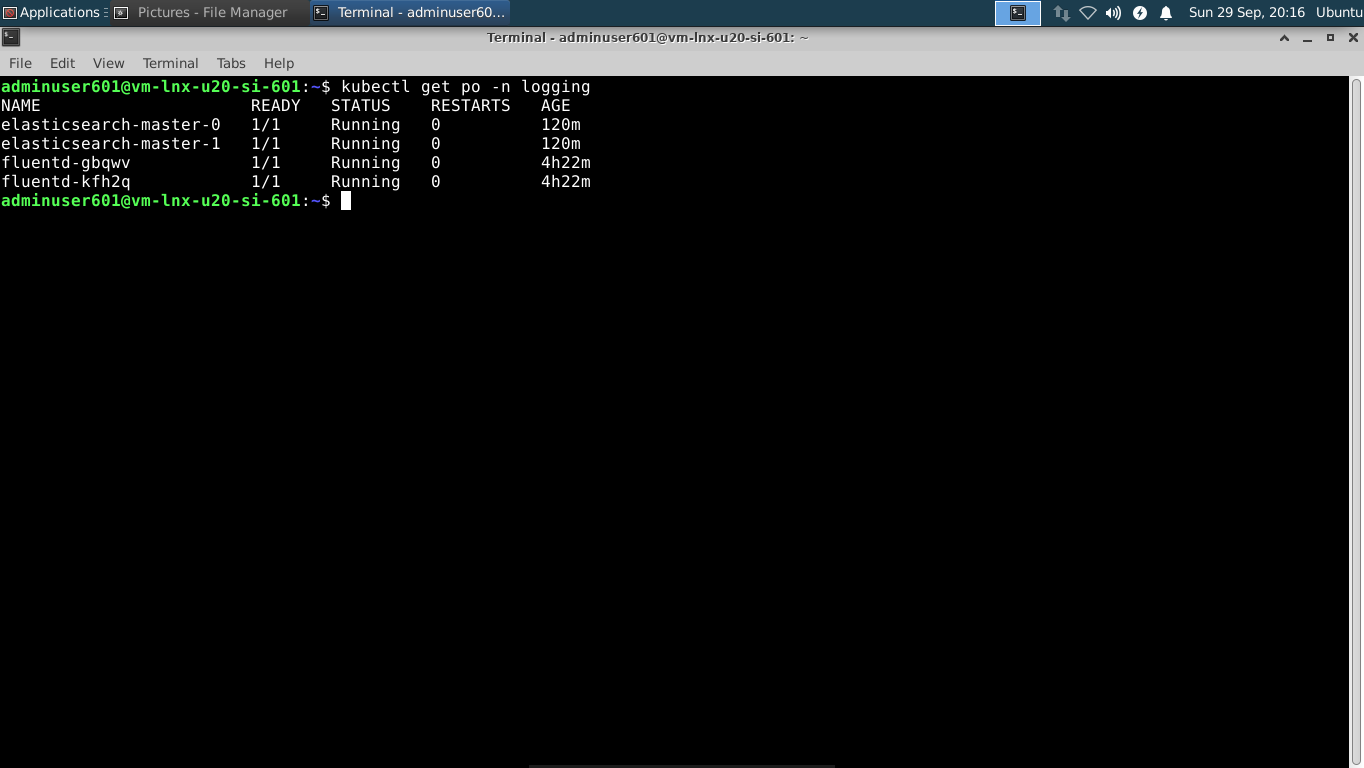 Applications Pictures - File Manager Terminal - adminuser60... Sun 29 Sep, 20:16 Ubuntu
Terminal - adminuser601@vm-lnx-u20-si-601: ~
File Edit View Terminal Tabs Help
adminuser601@vm-lnx-u20-si-601:~$ kubectl get po -n logging
NAME                     READY   STATUS    RESTARTS   AGE
elasticsearch-master-0   1/1     Running   0          120m
elasticsearch-master-1   1/1     Running   0          120m
fluentd-gbqwv            1/1     Running   0          4h22m
fluentd-kfh2q            1/1     Running   0          4h22m
adminuser601@vm-lnx-u20-si-601:~$